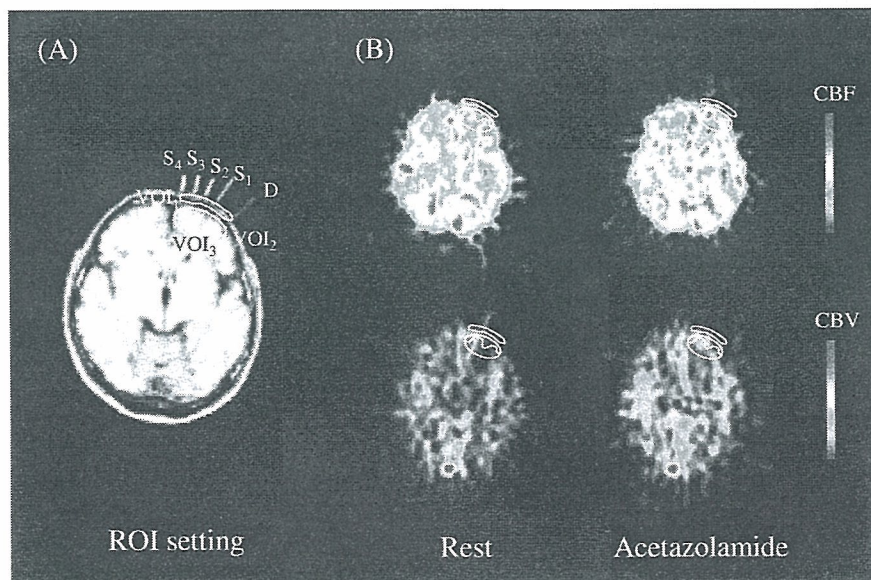 (A)
(B)
CBF
S4 S3 S2 S1 D
VOI1
VOI2
VOI3
CBV
ROI setting
Rest
Acetazolamide